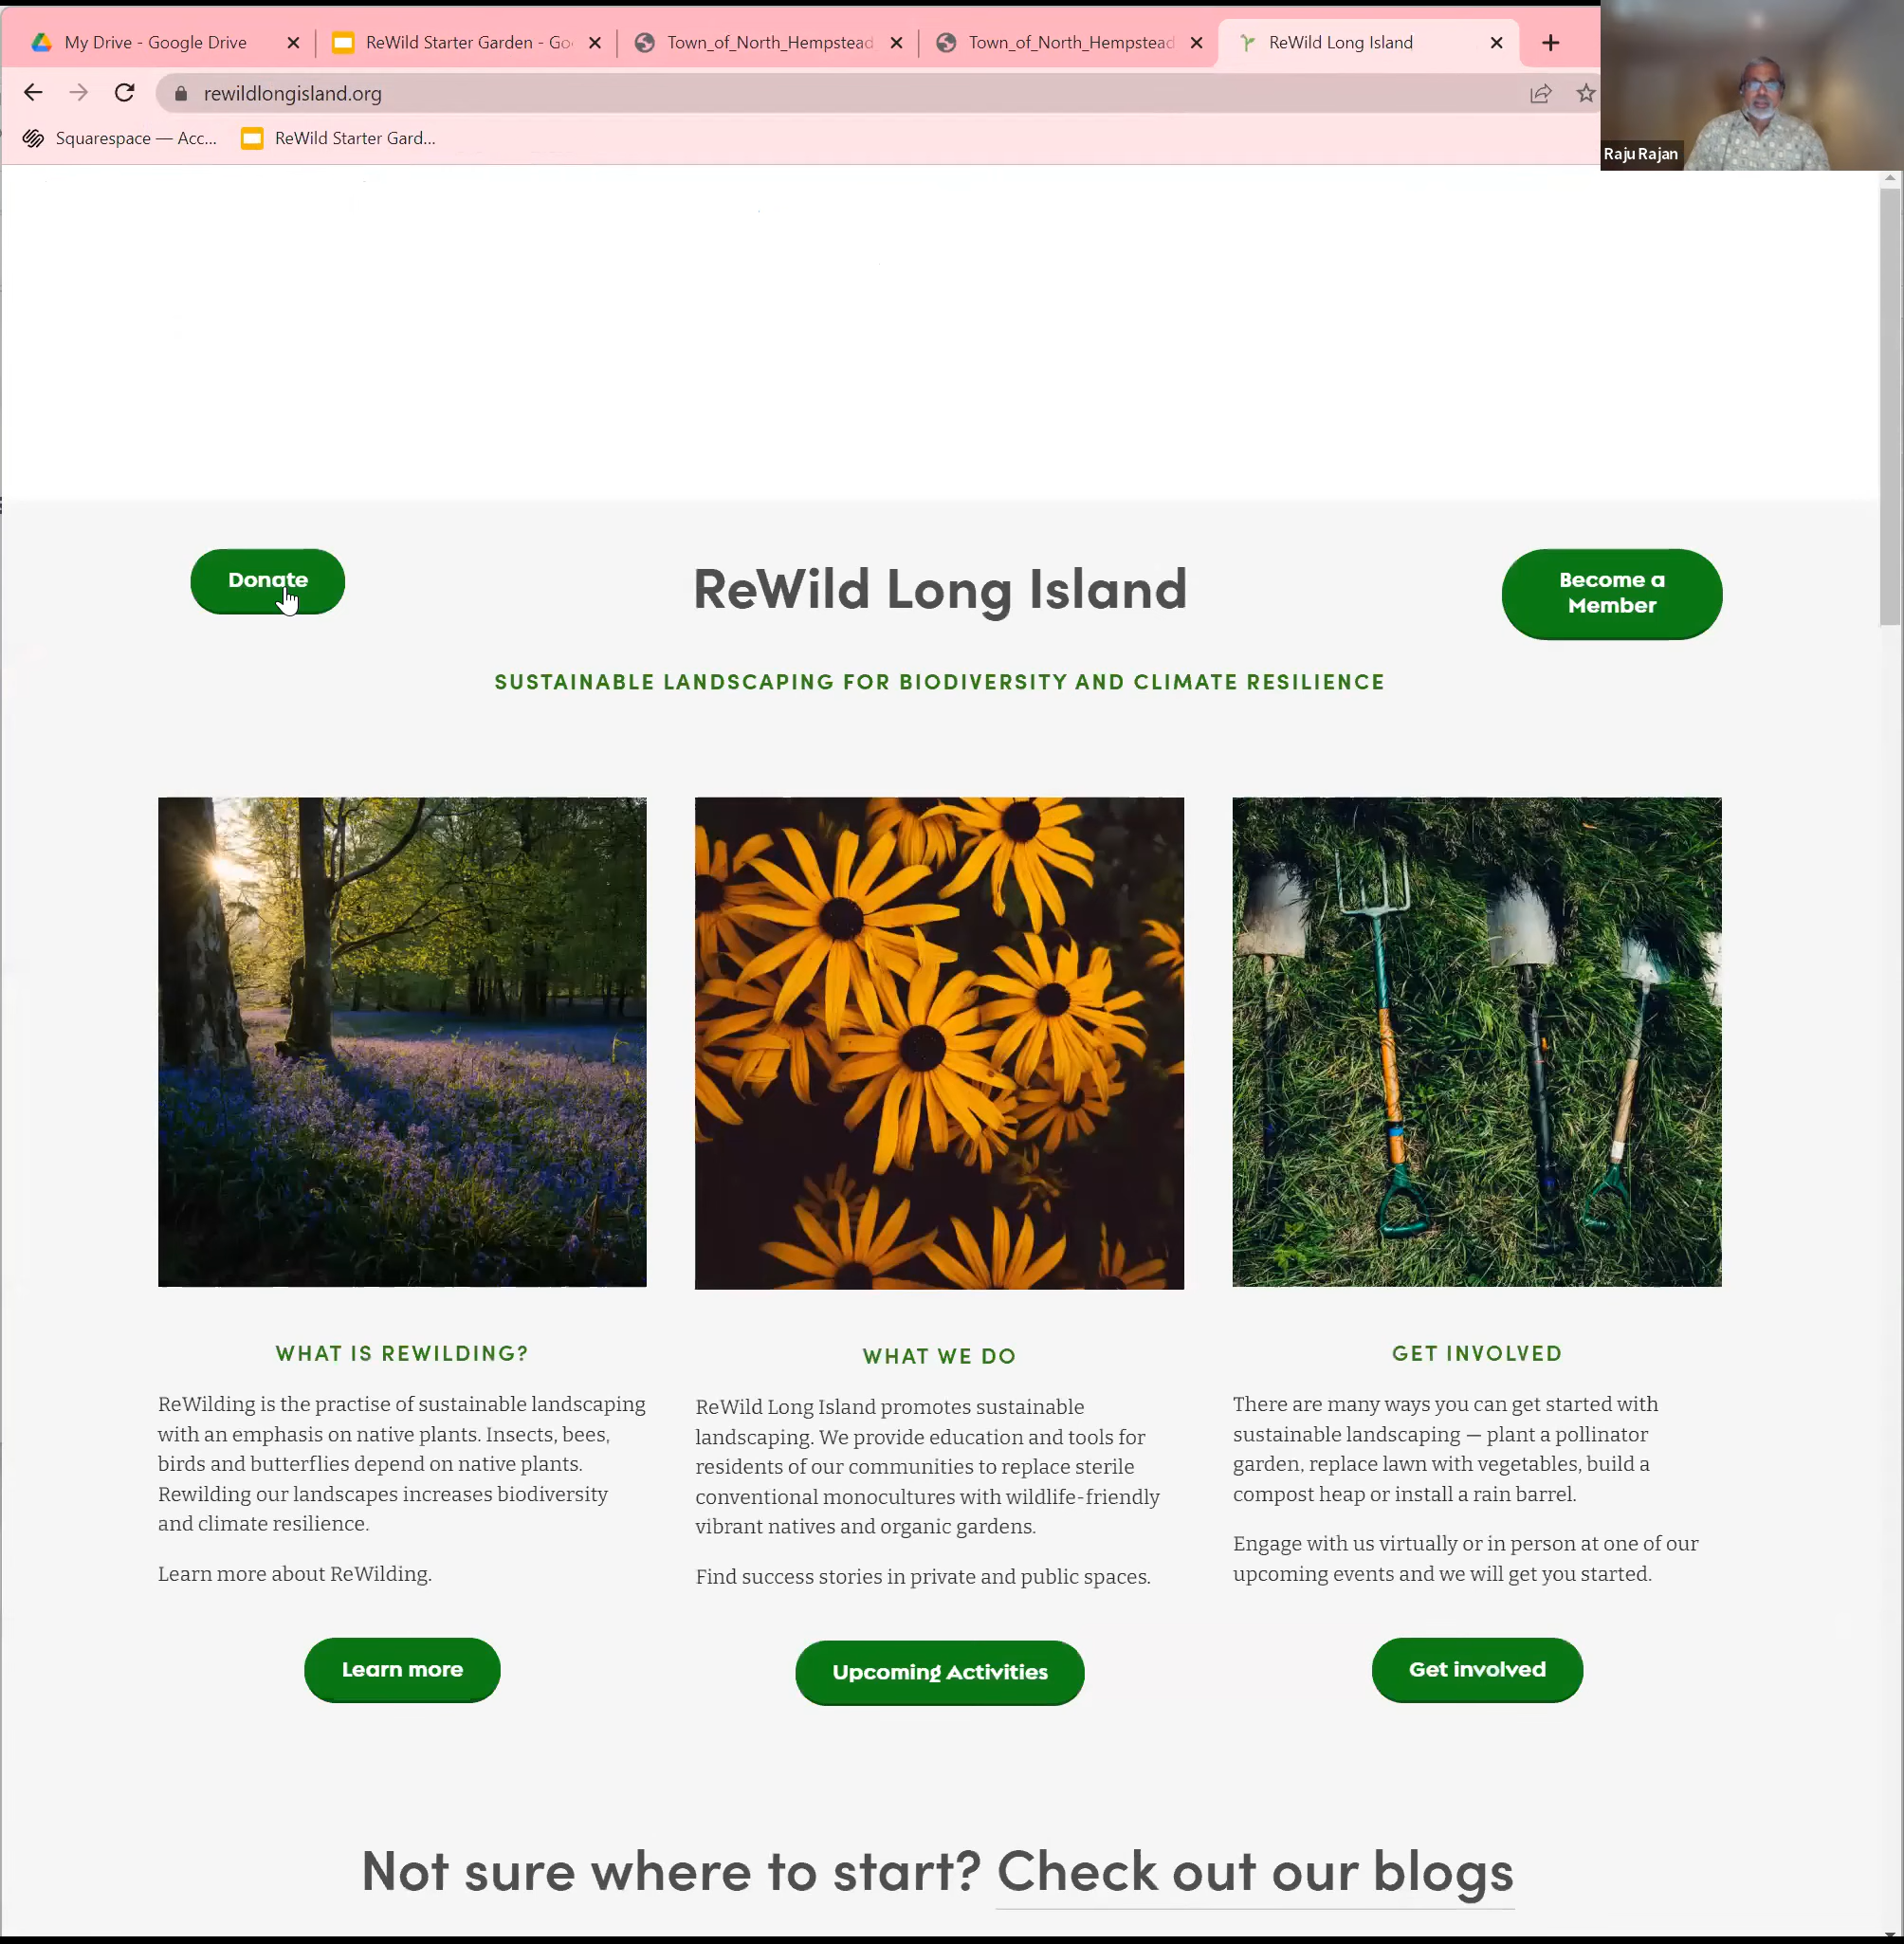 My Drive - Google Drive
ReWild Starter Garden - Go
Town_of_North_Hempstead
Town_of_North_Hempstead
ReWild Long Island
rewildlongisland.org
Squarespace — Acc...
ReWild Starter Gard...
Raju Rajan
Donate
ReWild Long Island
Become a
Member
SUSTAINABLE LANDSCAPING FOR BIODIVERSITY AND CLIMATE RESILIENCE
WHAT IS REWILDING?
ReWilding is the practise of sustainable landscaping
with an emphasis on native plants. Insects, bees,
birds and butterflies depend on native plants.
Rewilding our landscapes increases biodiversity
and climate resilience.
Learn more about ReWilding.
Learn more
WHAT WE DO
ReWild Long Island promotes sustainable
landscaping. We provide education and tools for
residents of our communities to replace sterile
conventional monocultures with wildlife-friendly
vibrant natives and organic gardens.
Find success stories in private and public spaces.
Upcoming Activities
GET INVOLVED
There are many ways you can get started with
sustainable landscaping — plant a pollinator
garden, replace lawn with vegetables, build a
compost heap or install a rain barrel.
Engage with us virtually or in person at one of our
upcoming events and we will get you started.
Get involved
Not sure where to start? Check out our blogs